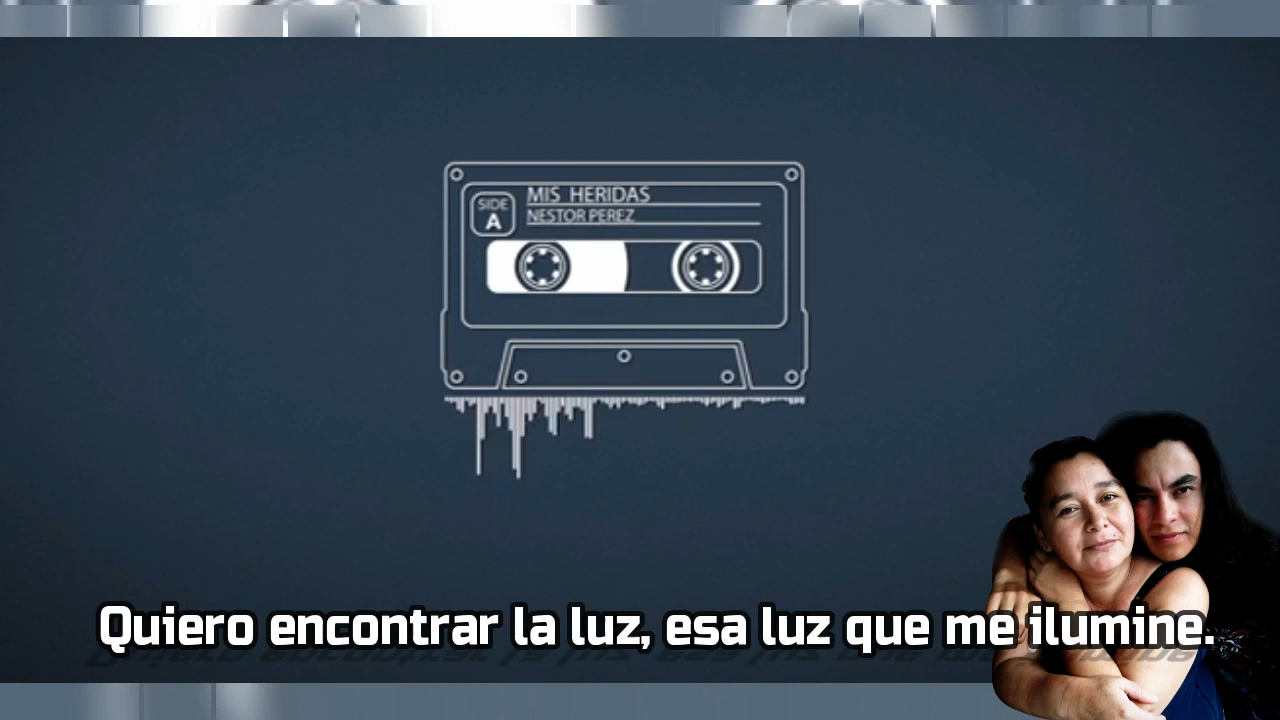 MIS HERIDAS
SIDE
A
NESTOR PEREZ
Quiero encontrar la luz, esa luz que me ilumine.